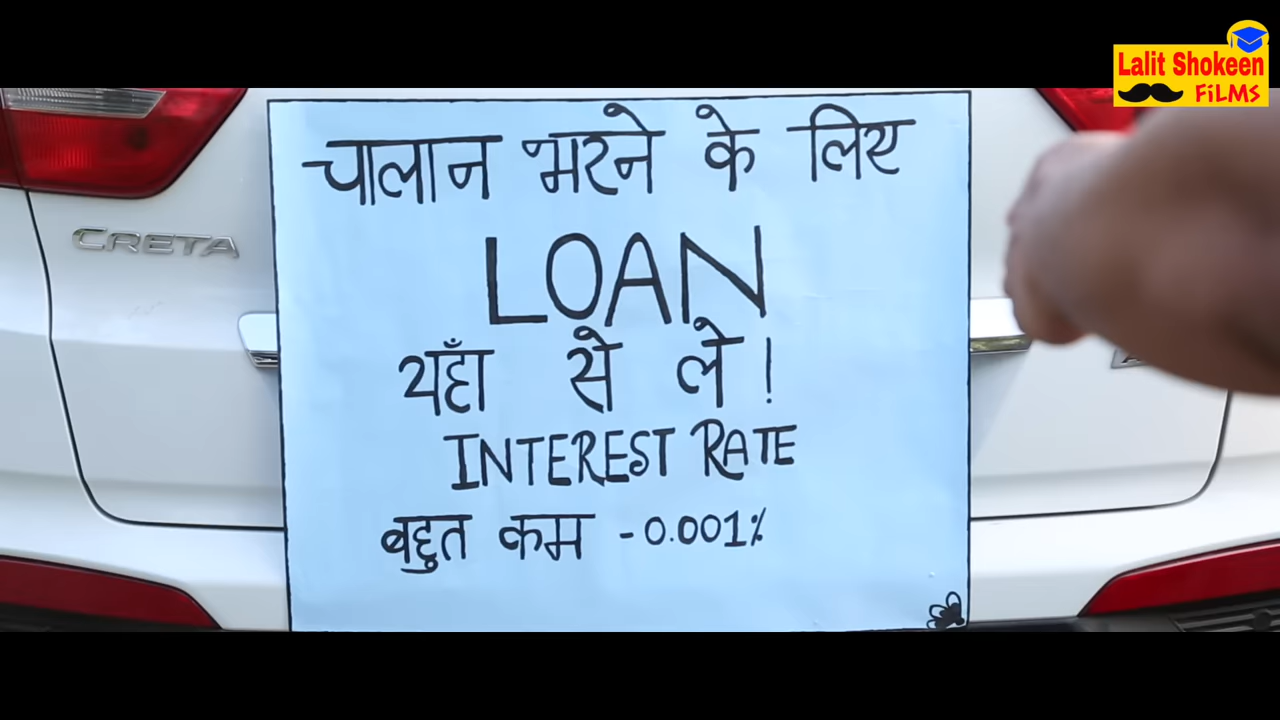 Lalit Shokeen
FiLMS
चालान भरने के लिए
CRETA
LOAN
यहाँ से ले!
INTEREST RATE
बहुत कम - 0.001%